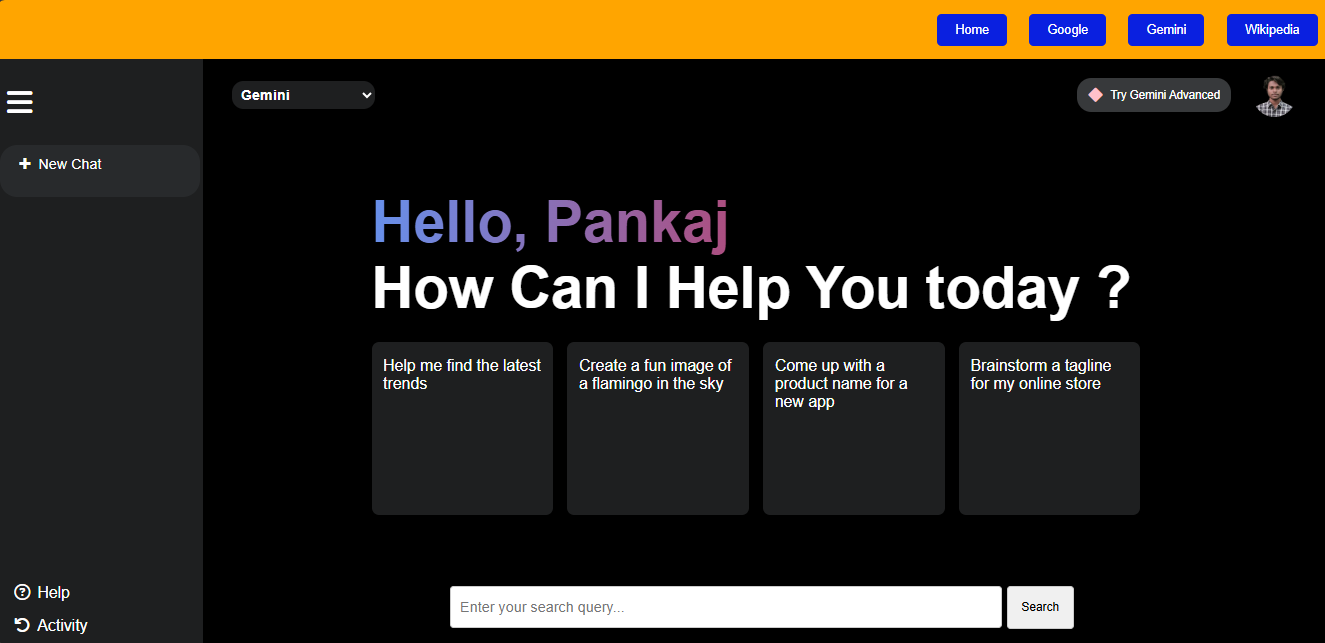 Home Google Gemini Wikipedia
Gemini
Try Gemini Advanced
New Chat
Hello, Pankaj
How Can I Help You today ?
Help me find the latest
trends
Create a fun image of
a flamingo in the sky
Come up with a
product name for a
new app
Brainstorm a tagline
for my online store
Enter your search query...
Search
Help
Activity